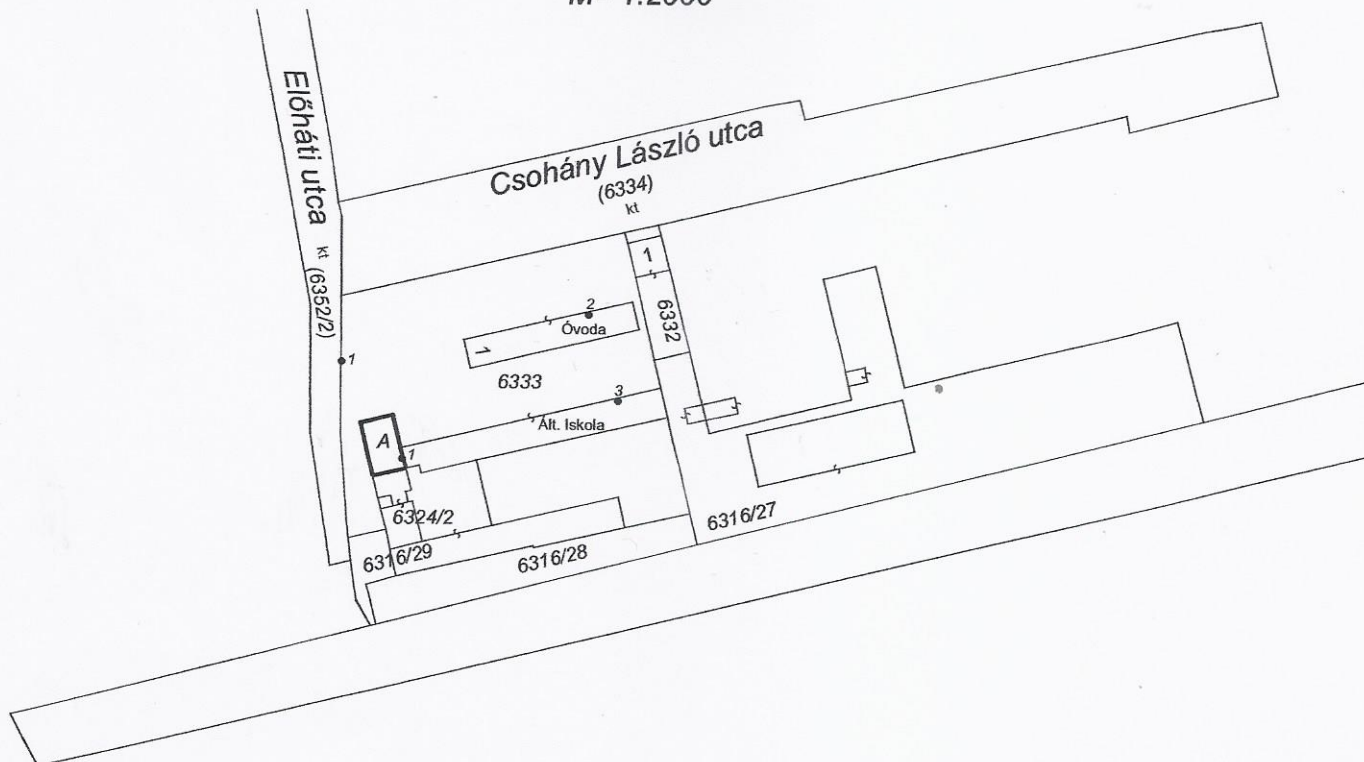 Előháti utca kt (6352/2)
Csohány László utca
(6334)
kt
1
6332
2
Óvoda
1
1
6333
3
Ált. Iskola
A
1
6324/2
6316/27
6316/29
6316/28